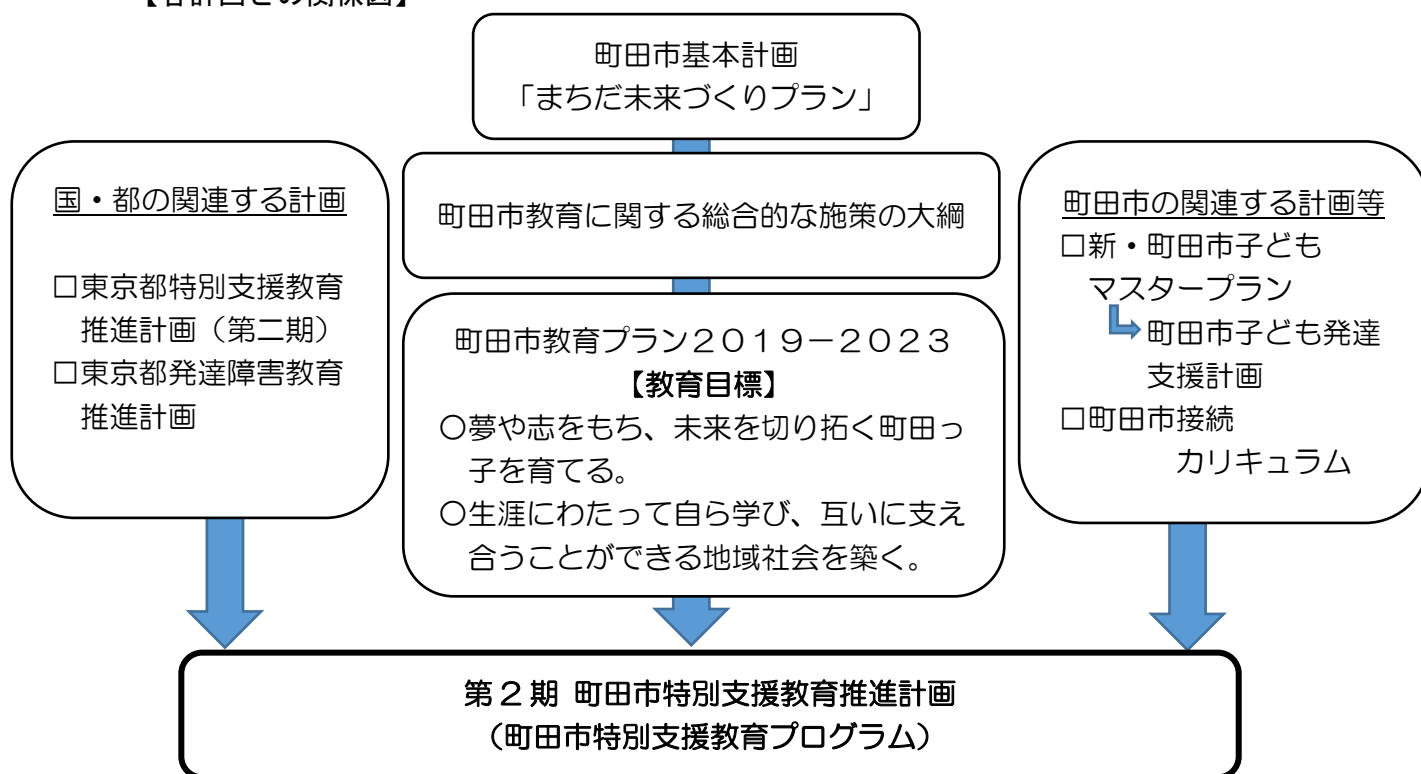 【各計画との関係図】
町田市基本計画
「まちだ未来づくりプラン」
町田市教育に関する総合的な施策の大綱
国・都の関連する計画
□東京都特別支援教育
推進計画（第二期）
□東京都発達障害教育
推進計画
町田市教育プラン２０１９－２０２３
【教育目標】
○夢や志をもち、未来を切り拓く町田っ
子を育てる。
○生涯にわたって自ら学び、互いに支え
合うことができる地域社会を築く。
町田市の関連する計画等
□新・町田市子ども
マスタープラン
町田市子ども発達
支援計画
□町田市接続
カリキュラム
第２期 町田市特別支援教育推進計画
（町田市特別支援教育プログラム）